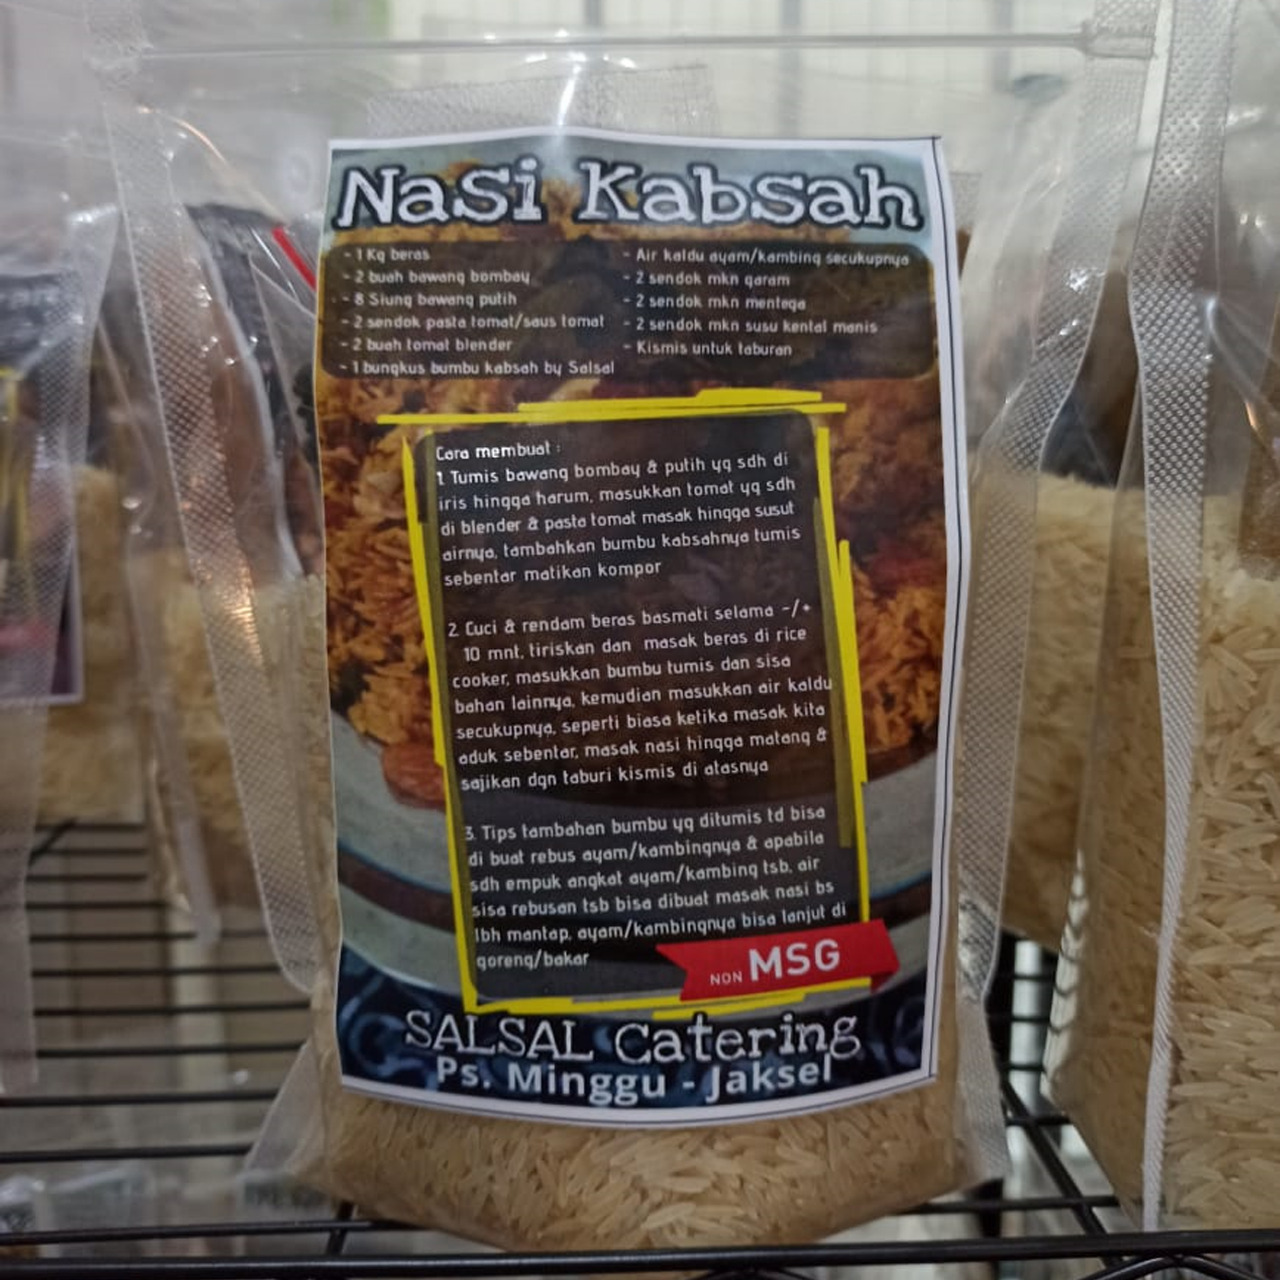 NaSi Kabsah
- 1 Kg beras
- 2 buah bawang bombay
- 8 Siung bawang putih
- 2 sendok pasta tomat/saus tomat
- 2 buah tomat blender
- 1 bungkus bumbu kabsah by Salsal
- Air kaldu ayam/kambing secukupnya
- 2 sendok mkn garam
- 2 sendok mkn mentega
- 2 sendok mkn susu kental manis
- Kismis untuk taburan
Cara membuat :
1. Tumis bawang bombay & putih yg sdh di
iris hingga harum, masukkan tomat yg sdh
di blender & pasta tomat masak hingga susut
airnya, tambahkan bumbu kabsahnya tumis
sebentar matikan kompor
2. Cuci & rendam beras basmati selama -/+
10 mnt, tiriskan dan masak beras di rice
cooker, masukkan bumbu tumis dan sisa
bahan lainnya, kemudian masukkan air kaldu
secukupnya, seperti biasa ketika masak kita
aduk sebentar, masak nasi hingga matang &
sajikan dgn taburi kismis di atasnya
3. Tips tambahan bumbu yg ditumis td bisa
di buat rebus ayam/kambingnya & apabila
sdh empuk angkat ayam/kambing tsb, air
sisa rebusan tsb bisa dibuat masak nasi bs
lbh mantap, ayam/kambingnya bisa lanjut di
goreng/bakar
NON MSG
SALSAL Catering
Ps. Minggu - Jaksel